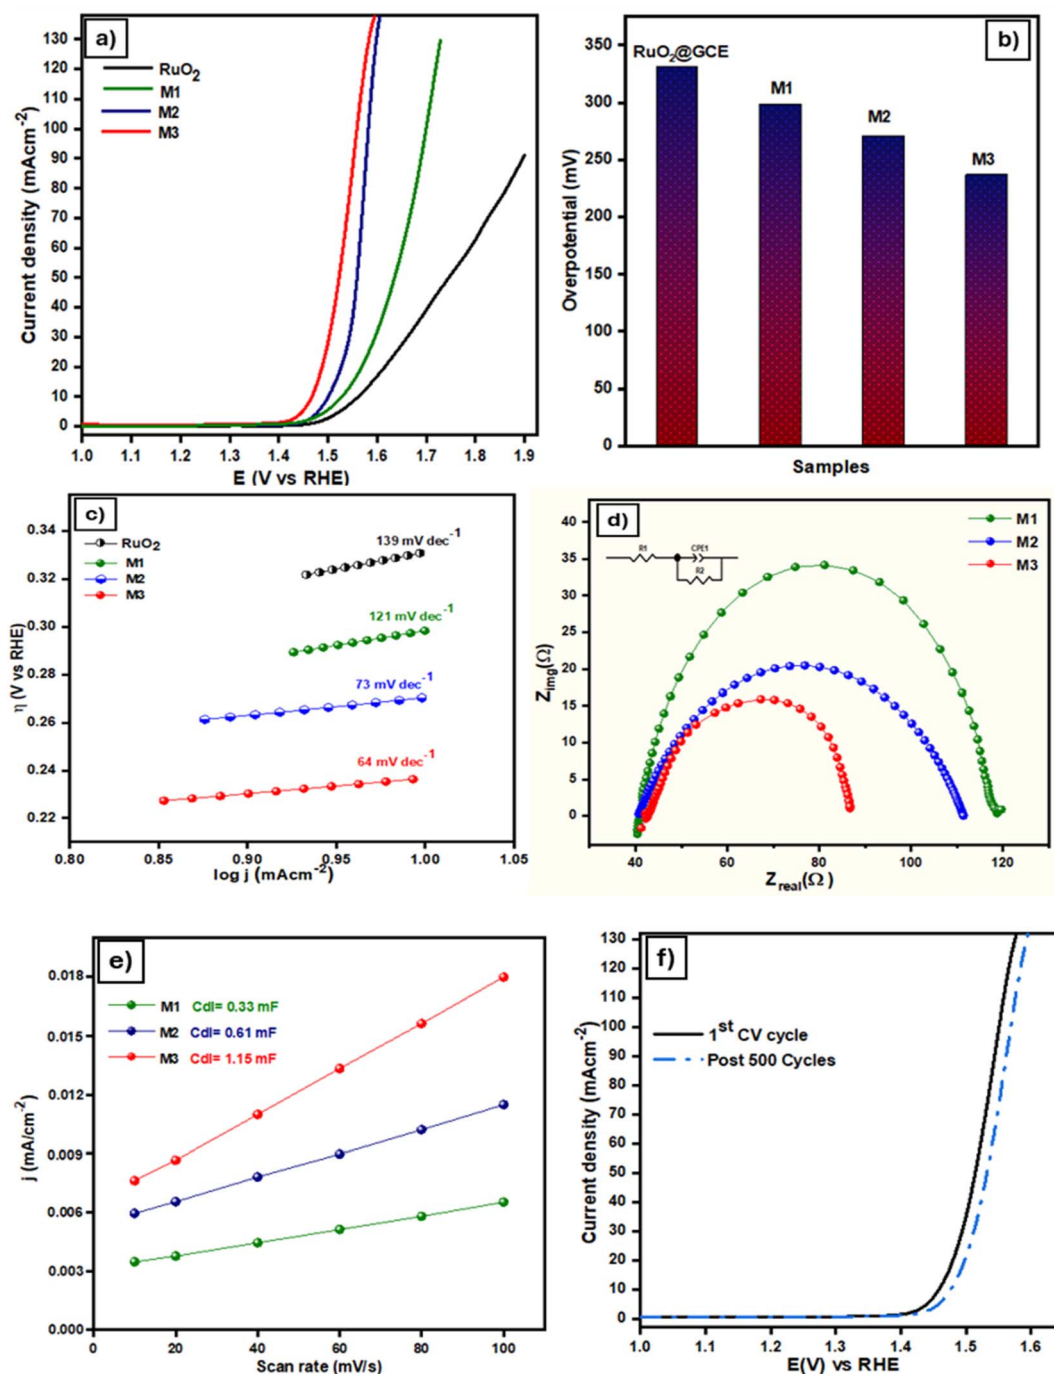 a)
RuO₂
M1
M2
M3
Current density (mAcm⁻²)
130
120
110
100
90
80
70
60
50
40
30
20
10
0
1.0 1.1 1.2 1.3 1.4 1.5 1.6 1.7 1.8 1.9
E (V vs RHE)
b)
RuO₂@GCE
M1
M2
M3
Overpotential (mV)
350
300
250
200
150
100
50
0
Samples
c)
RuO₂
M1
M2
M3
139 mV dec⁻¹
121 mV dec⁻¹
73 mV dec⁻¹
64 mV dec⁻¹
η (V vs RHE)
0.34
0.32
0.30
0.28
0.26
0.24
0.22
0.80 0.85 0.90 0.95 1.00 1.05
log j (mAcm⁻²)
d)
R1
CPE1
R2
M1
M2
M3
Zimg(Ω)
40
35
30
25
20
15
10
5
0
40 60 80 100 120
Zreal(Ω)
e)
M1 Cdl= 0.33 mF
M2 Cdl= 0.61 mF
M3 Cdl= 1.15 mF
j (mA/cm⁻²)
0.018
0.015
0.012
0.009
0.006
0.003
0.000
0 20 40 60 80 100
Scan rate (mV/s)
f)
1st CV cycle
Post 500 Cycles
Current density (mAcm⁻²)
130
120
110
100
90
80
70
60
50
40
30
20
10
0
1.0 1.1 1.2 1.3 1.4 1.5 1.6
E(V) vs RHE